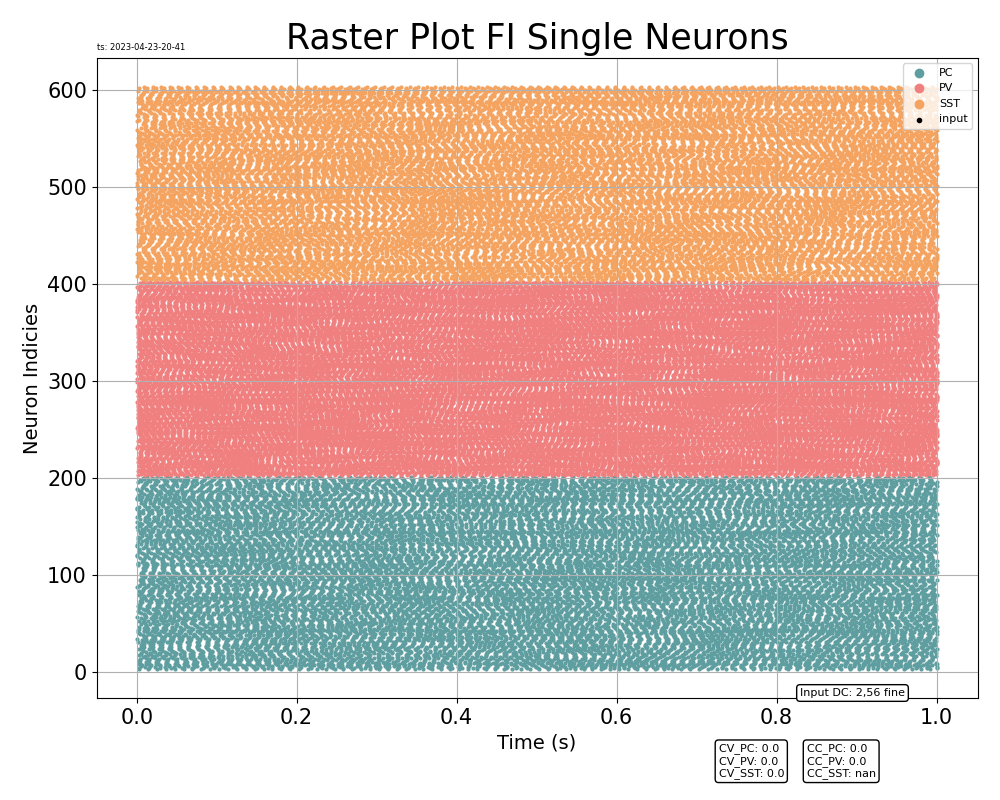 Raster Plot FI Single Neurons
ts: 2023-04-23-20-41
PC
PV
SST
input
600
500
400
300
200
100
0
Neuron Indicies
0.0 0.2 0.4 0.6 0.8 1.0
Time (s)
Input DC: 2,56 fine
CV_PC: 0.0
CV_PV: 0.0
CV_SST: 0.0
CC_PC: 0.0
CC_PV: 0.0
CC_SST: nan